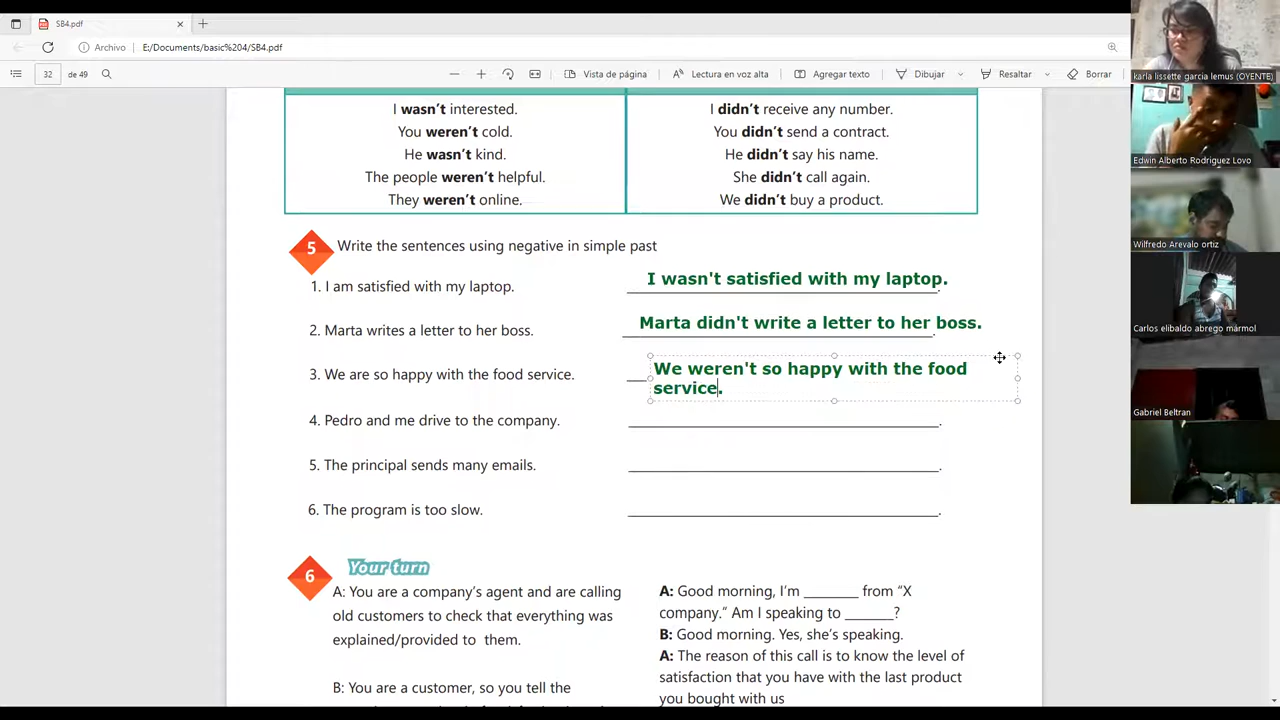 SB4.pdf
Archivo E:/Documents/basic%204/SB4.pdf
32 de 49 Vista de página Lectura en voz alta Agregar texto Dibujar Resaltar Borrar
I wasn't interested. I didn't receive any number.
You weren't cold. You didn't send a contract.
He wasn't kind. He didn't say his name.
The people weren't helpful. She didn't call again.
They weren't online. We didn't buy a product.
5 Write the sentences using negative in simple past
1. I am satisfied with my laptop. I wasn't satisfied with my laptop.
2. Marta writes a letter to her boss. Marta didn't write a letter to her boss.
3. We are so happy with the food service. We weren't so happy with the food
service.
4. Pedro and me drive to the company. ______.
5. The principal sends many emails. ______.
6. The program is too slow. ______.
6 Your turn
A: You are a company's agent and are calling
old customers to check that everything was
explained/provided to them.
B: You are a customer, so you tell the
A: Good morning, I'm ________ from “X
company.” Am I speaking to _______?
B: Good morning. Yes, she's speaking.
A: The reason of this call is to know the level of
satisfaction that you have with the last product
you bought with us
karla lissette garcia lemus (OYENTE)
Edwin Alberto Rodriguez Lovo
Wilfredo Arevalo ortiz
Carlos elibaldo abrego mármol
Gabriel Beltran